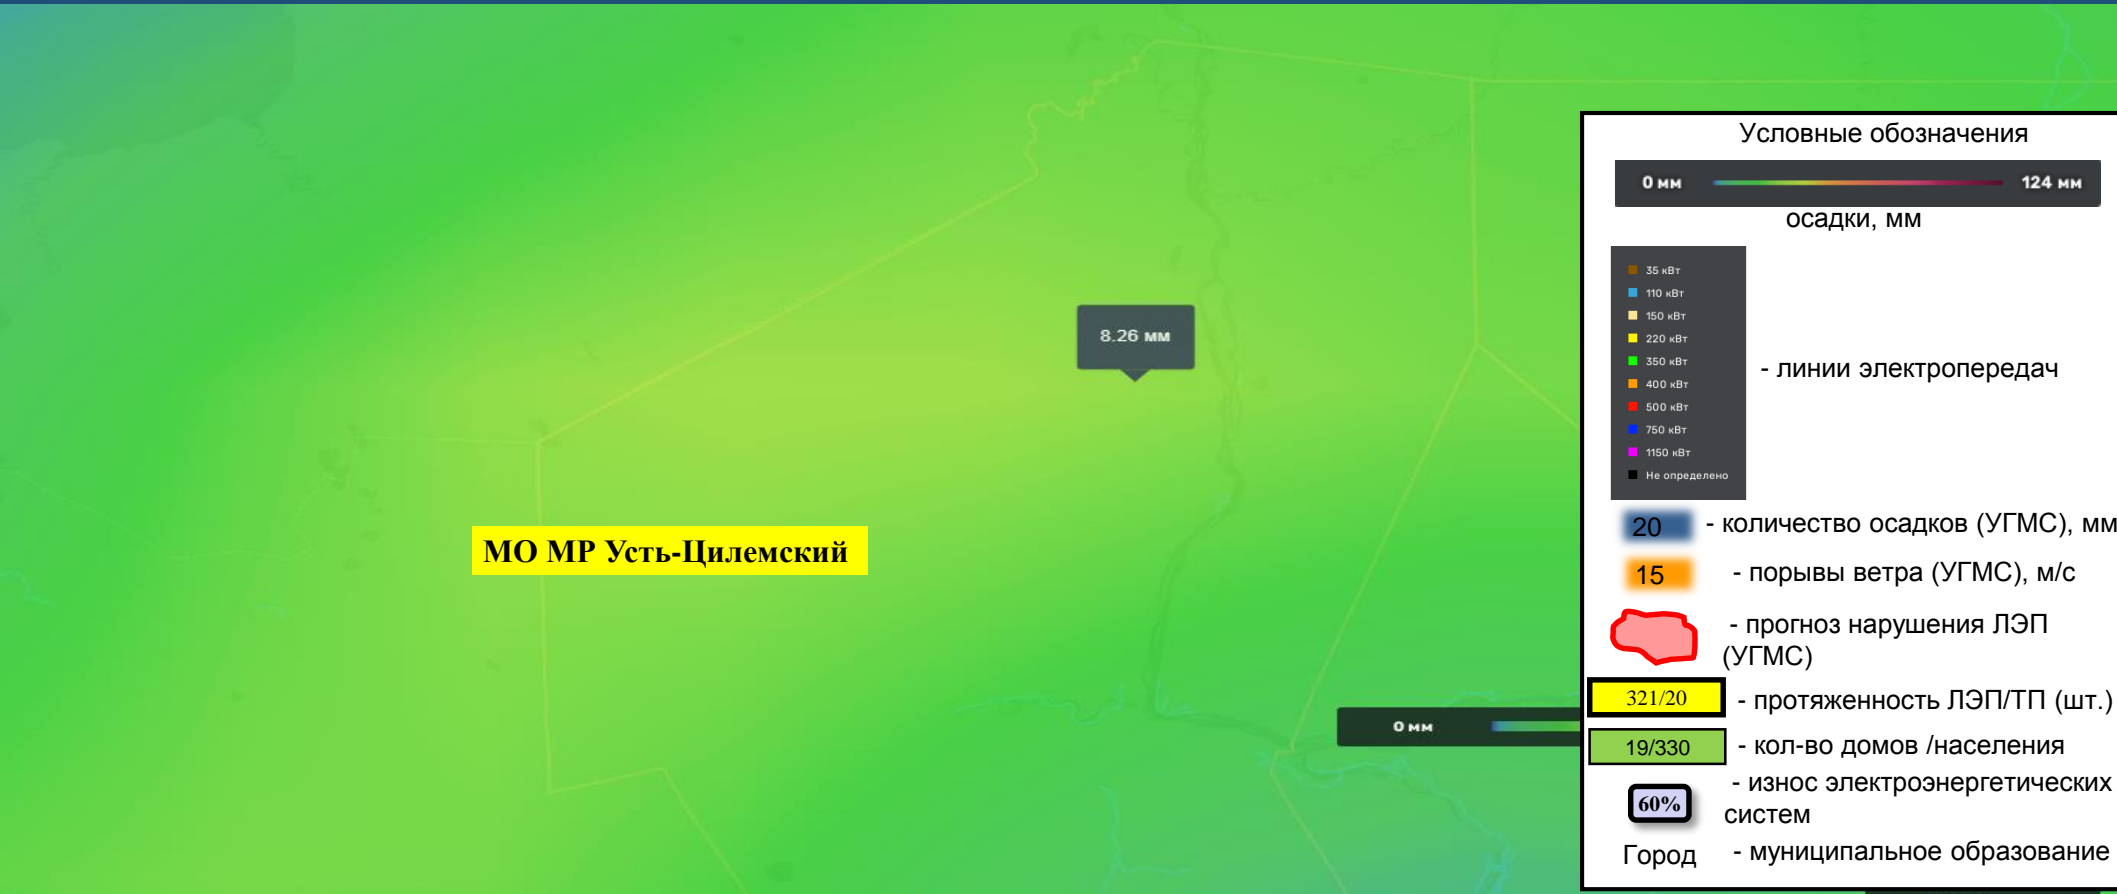 Условные обозначения
0 мм 124 мм
осадки, мм
35 кВт
110 кВт
150 кВт
220 кВт
350 кВт
400 кВт
500 кВт
750 кВт
1150 кВт
Не определено
- линии электропередач
8.26 мм
МО МР Усть-Цилемский
20 - количество осадков (УГМС), мм
15 - порывы ветра (УГМС), м/с
- прогноз нарушения ЛЭП
(УГМС)
321/20 - протяженность ЛЭП/ТП (шт.)
0 мм
19/330 - кол-во домов /населения
- износ электроэнергетических
60%
систем
Город - муниципальное образование